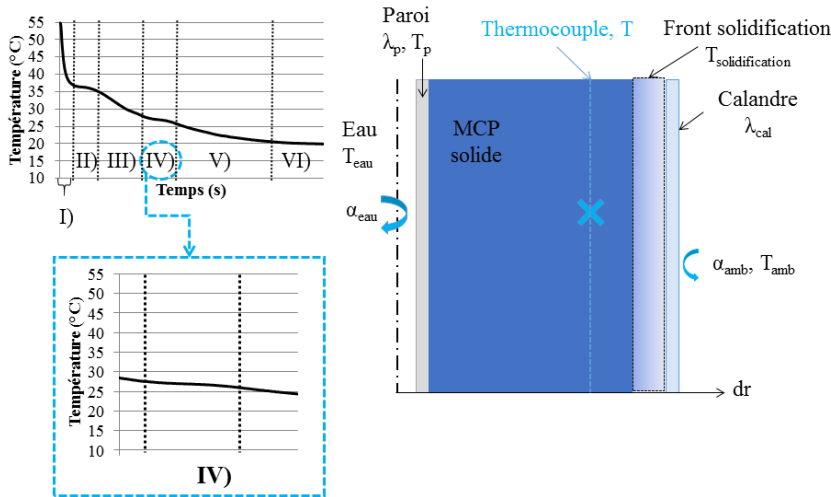 Température (°C)
55
50
45
40
35
30
25
20
15
10
II)
III)
IV)
V)
VI)
Temps (s)
I)
Température (°C)
55
50
45
40
35
30
25
20
15
10
IV)
Paroi
λp, Tp
Thermocouple, T
Front solidification
Tsolidification
Calandre
λcal
Eau
Teau
MCP
solide
αeau
αamb, Tamb
dr